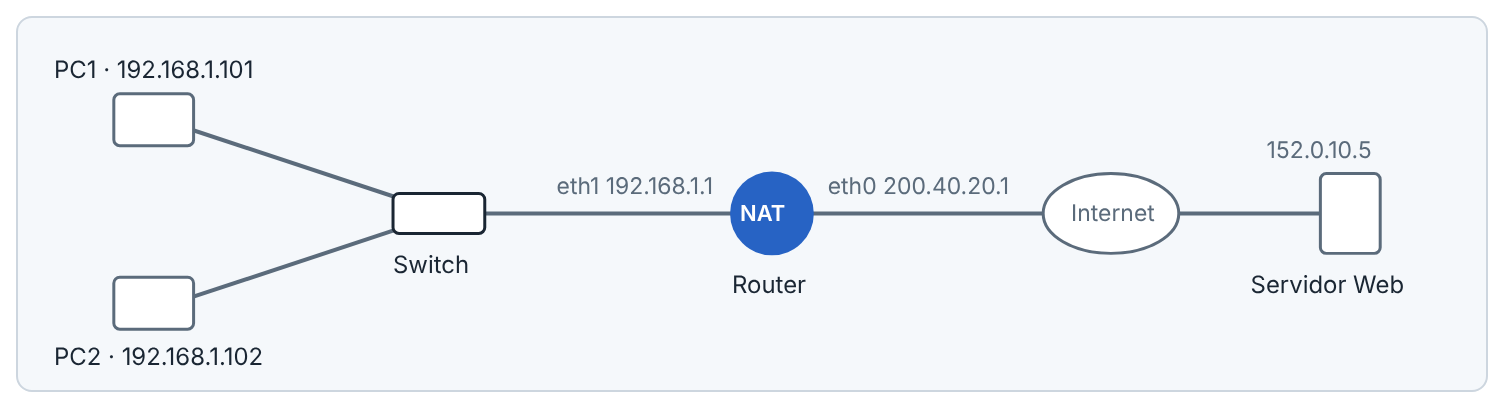 PC1 · 192.168.1.101
152.0.10.5
eth1 192.168.1.1
eth0 200.40.20.1
NAT
Internet
Switch
Router
Servidor Web
PC2 · 192.168.1.102